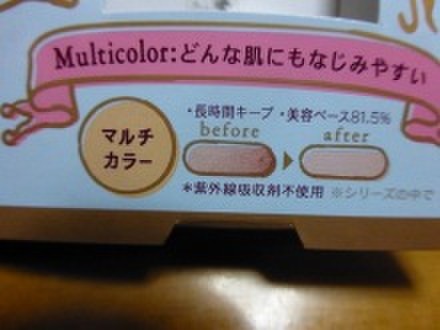 Multicolor:どんな肌にもなじみやすい
・長時間キープ ・美容ベース81.5%
マルチ
カラー
before
after
*紫外線吸収剤不使用 ※シリーズの中で